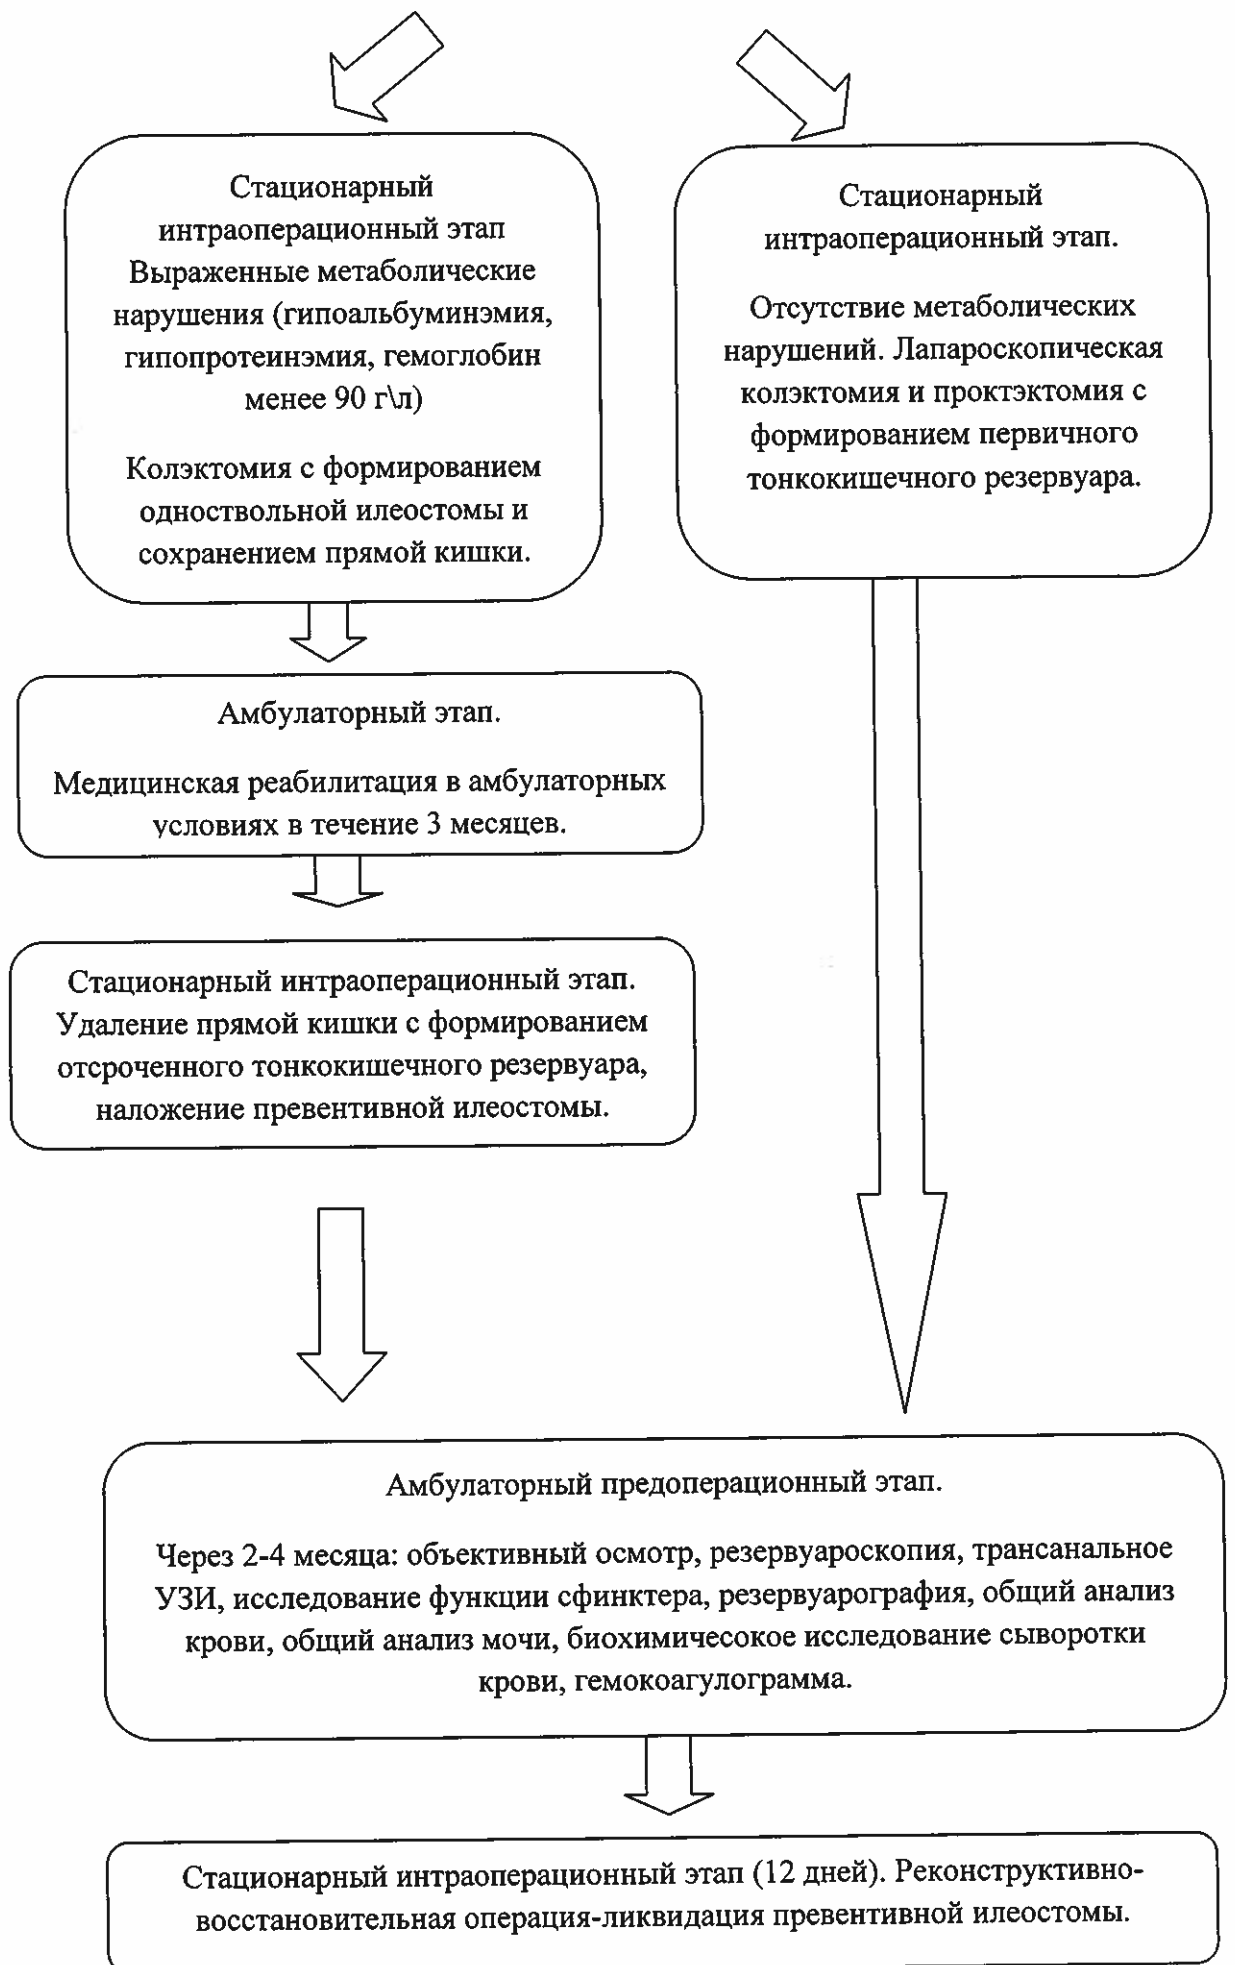 Стационарный
интраоперационный этап
Выраженные метаболические
нарушения (гипоальбуминэмия,
гипопротеинэмия, гемоглобин
менее 90 г\л)
Колэктомия с формированием
одноствольной илеостомы и
сохранением прямой кишки.
Стационарный
интраоперационный этап.
Отсутствие метаболических
нарушений. Лапароскопическая
колэктомия и проктэктомия с
формированием первичного
тонкокишечного резервуара.
Амбулаторный этап.
Медицинская реабилитация в амбулаторных
условиях в течение 3 месяцев.
Стационарный интраоперационный этап.
Удаление прямой кишки с формированием
отсроченного тонкокишечного резервуара,
наложение превентивной илеостомы.
Амбулаторный предоперационный этап.
Через 2-4 месяца: объективный осмотр, резервуароскопия, трансанальное
УЗИ, исследование функции сфинктера, резервуарография, общий анализ
крови, общий анализ мочи, биохимичесокое исследование сыворотки
крови, гемокоагулограмма.
Стационарный интраоперационный этап (12 дней). Реконструктивно-
восстановительная операция-ликвидация превентивной илеостомы.